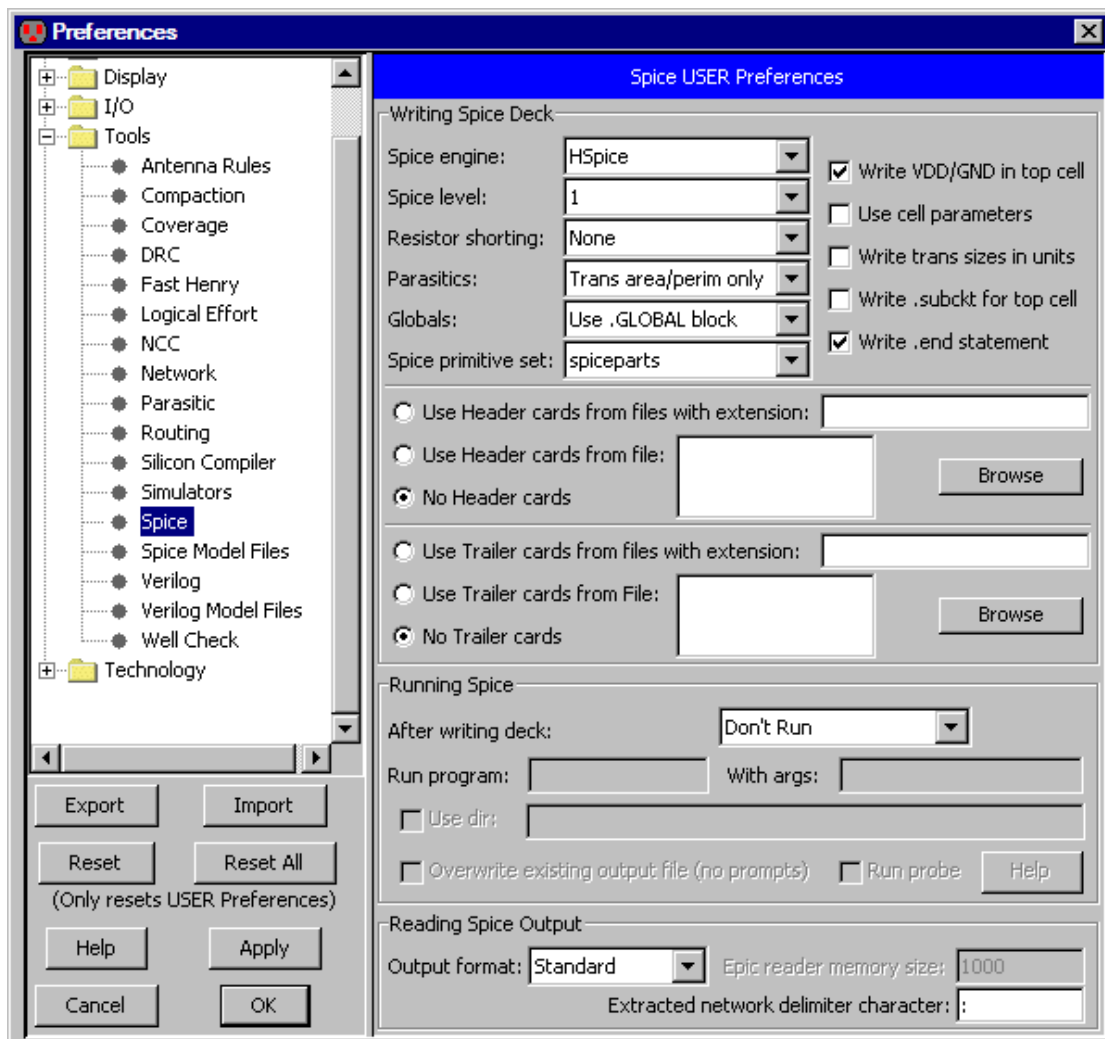 Preferences
Display
I/O
Tools
Antenna Rules
Compaction
Coverage
DRC
Fast Henry
Logical Effort
NCC
Network
Parasitic
Routing
Silicon Compiler
Simulators
Spice
Spice Model Files
Verilog
Verilog Model Files
Well Check
Technology
Export Import
Reset Reset All
(Only resets USER Preferences)
Help Apply
Cancel OK
Spice USER Preferences
Writing Spice Deck
Spice engine: HSpice
Spice level: 1
Resistor shorting: None
Parasitics: Trans area/perim only
Globals: Use .GLOBAL block
Spice primitive set: spiceparts
Write VDD/GND in top cell
Use cell parameters
Write trans sizes in units
Write .subckt for top cell
Write .end statement
Use Header cards from files with extension:
Use Header cards from file:
Browse
No Header cards
Use Trailer cards from files with extension:
Use Trailer cards from File:
Browse
No Trailer cards
Running Spice
After writing deck: Don't Run
Run program: With args:
Use dir:
Overwrite existing output file (no prompts) Run probe Help
Reading Spice Output
Output format: Standard Epic reader memory size: 1000
Extracted network delimiter character: :